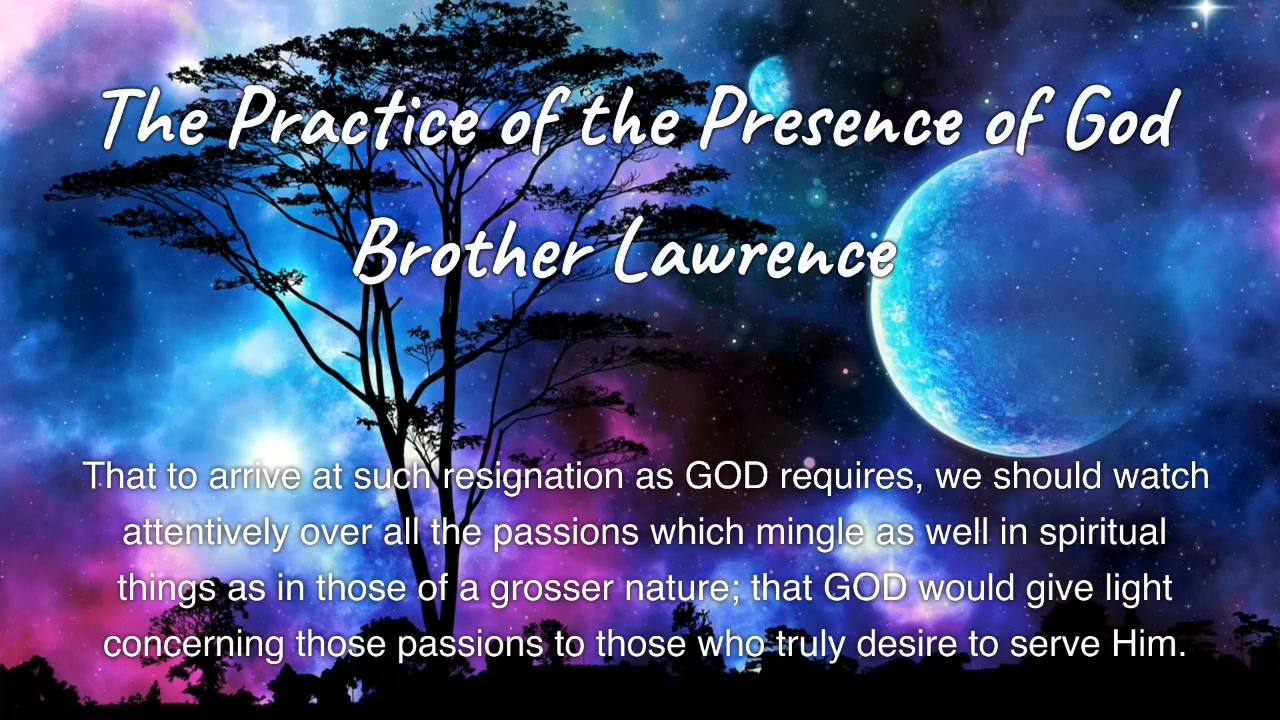 The Practice of the Presence of God
Brother Lawrence
That to arrive at such resignation as GOD requires, we should watch
attentively over all the passions which mingle as well in spiritual
things as in those of a grosser nature; that GOD would give light
concerning those passions to those who truly desire to serve Him.